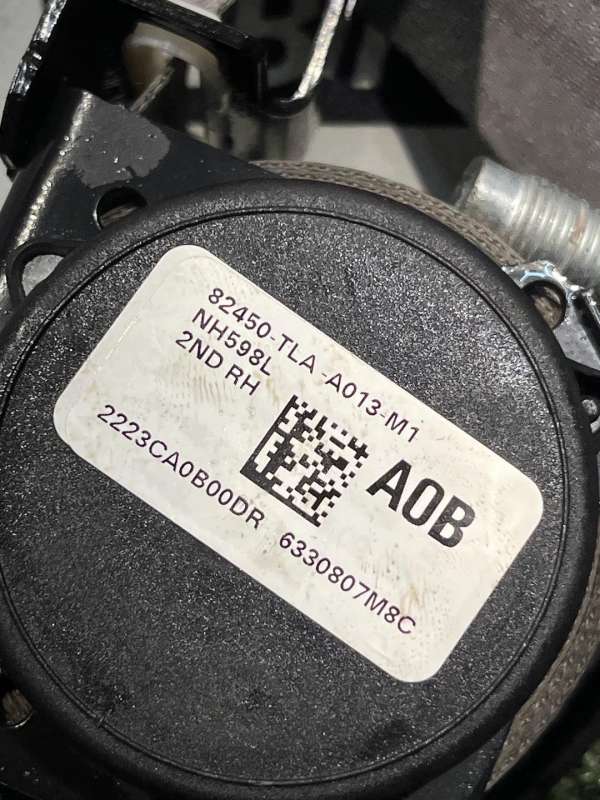 82450-TLA-A013-M1
NH598L
2ND RH
A0B
2223CA0B00DR 6330807M8C